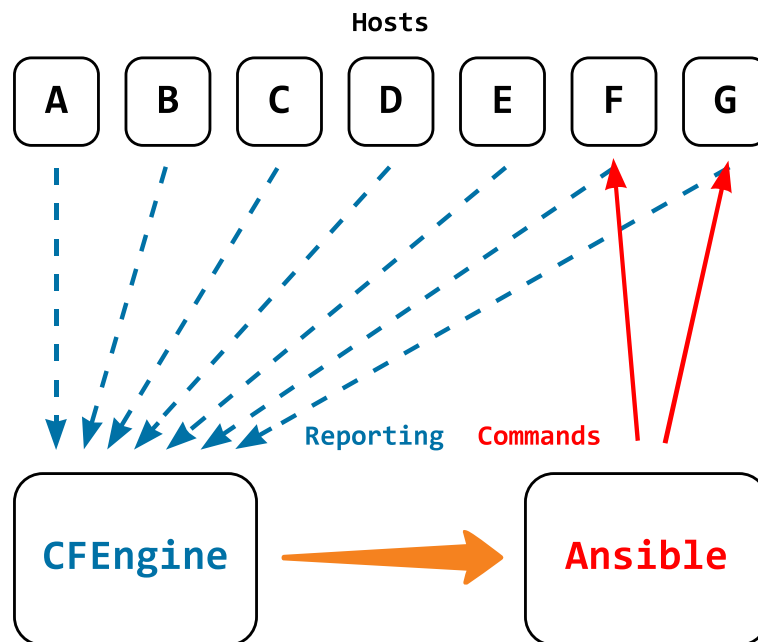 Hosts
A B C D E F G
Reporting Commands
CFEngine Ansible